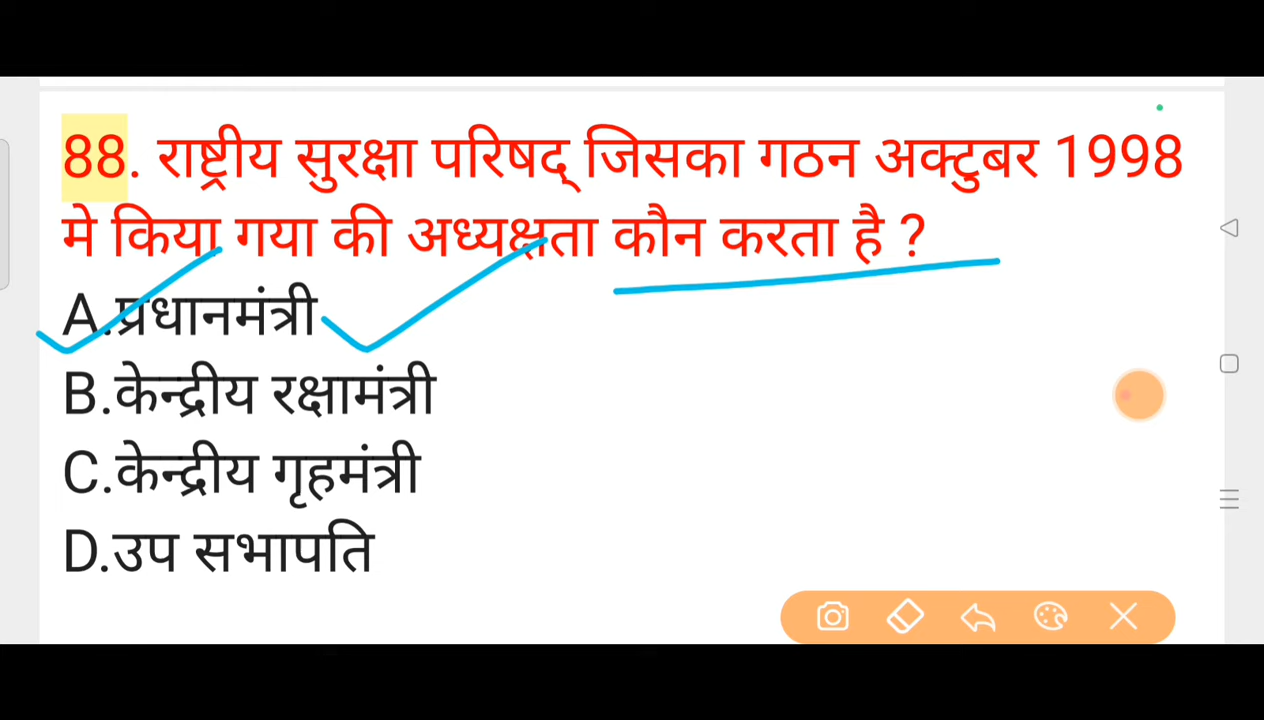 88. राष्ट्रीय सुरक्षा परिषद् जिसका गठन अक्टुबर 1998
मे किया गया की अध्यक्षता कौन करता है ?
A.प्रधानमंत्री
B.केन्द्रीय रक्षामंत्री
C.केन्द्रीय गृहमंत्री
D.उप सभापति